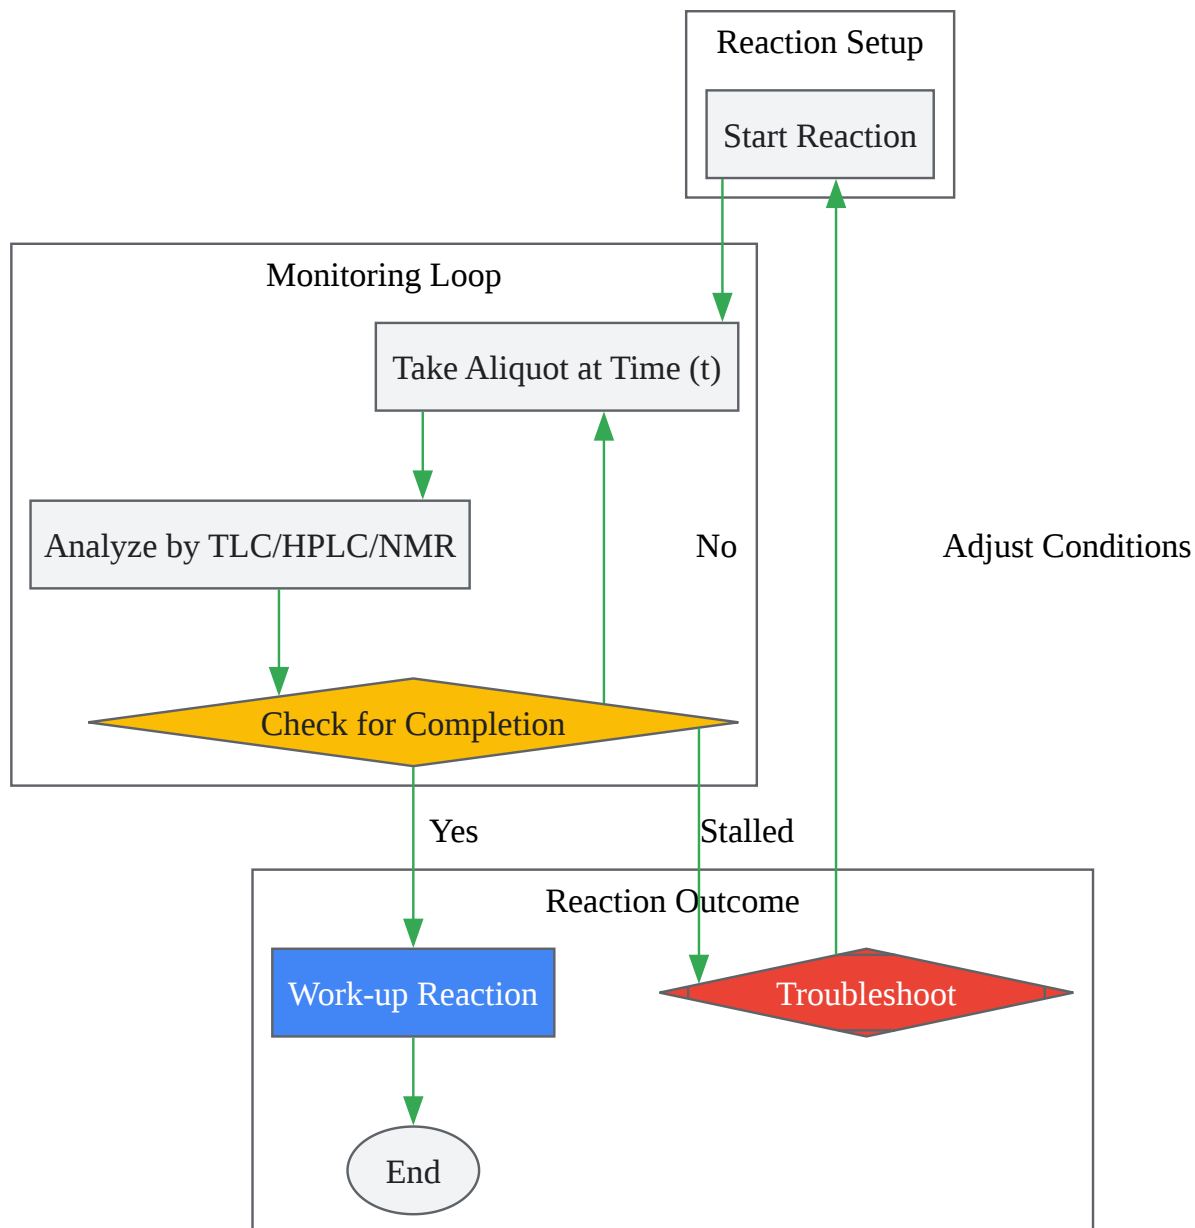 Reaction Setup
Start Reaction
Monitoring Loop
Take Aliquot at Time (t)
Analyze by TLC/HPLC/NMR
No
Adjust Conditions
Check for Completion
Yes
Stalled
Reaction Outcome
Work-up Reaction
Troubleshoot
End